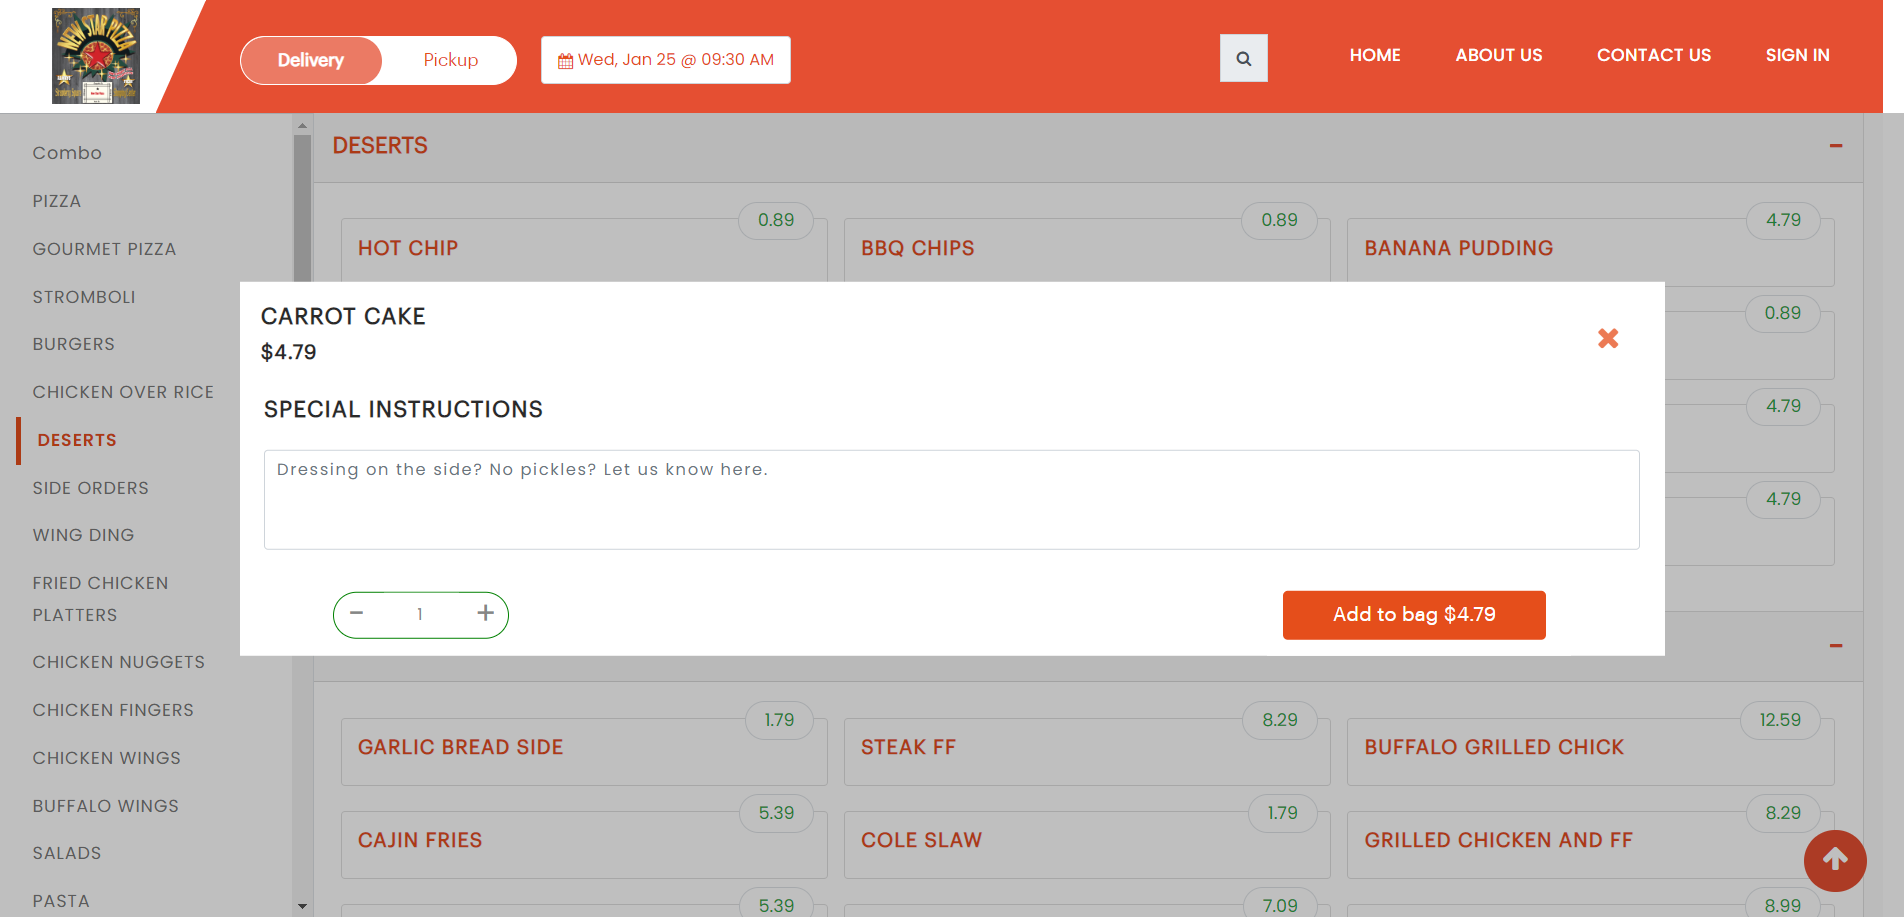 NEW STAR PIZZA
Delivery
Pickup
Wed, Jan 25 @ 09:30 AM
HOME
ABOUT US
CONTACT US
SIGN IN
Combo
PIZZA
GOURMET PIZZA
STROMBOLI
BURGERS
CHICKEN OVER RICE
DESERTS
SIDE ORDERS
WING DING
FRIED CHICKEN
PLATTERS
CHICKEN NUGGETS
CHICKEN FINGERS
CHICKEN WINGS
BUFFALO WINGS
SALADS
PASTA
DESERTS
0.89
HOT CHIP
0.89
BBQ CHIPS
4.79
BANANA PUDDING
0.89
4.79
4.79
CARROT CAKE
$4.79
SPECIAL INSTRUCTIONS
Dressing on the side? No pickles? Let us know here.
1
Add to bag $4.79
1.79
GARLIC BREAD SIDE
8.29
STEAK FF
12.59
BUFFALO GRILLED CHICK
5.39
CAJIN FRIES
1.79
COLE SLAW
8.29
GRILLED CHICKEN AND FF
5.39
7.09
8.99